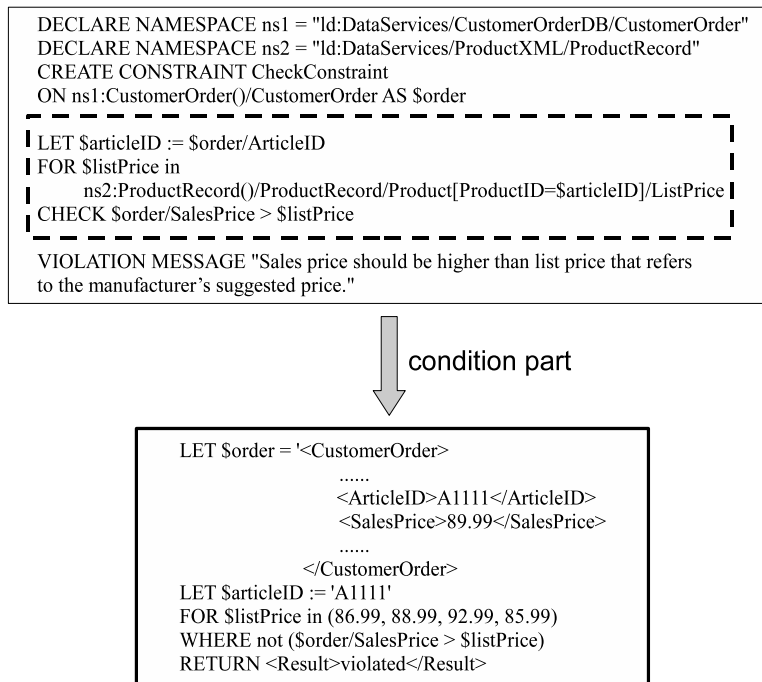 DECLARE NAMESPACE ns1 = "ld:DataServices/CustomerOrderDB/CustomerOrder"
DECLARE NAMESPACE ns2 = "ld:DataServices/ProductXML/ProductRecord"
CREATE CONSTRAINT CheckConstraint
ON ns1:CustomerOrder()/CustomerOrder AS $order
LET $articleID := $order/ArticleID
FOR $listPrice in
ns2:ProductRecord()/ProductRecord/Product[ProductID=$articleID]/ListPrice
CHECK $order/SalesPrice > $listPrice
VIOLATION MESSAGE "Sales price should be higher than list price that refers
to the manufacturer’s suggested price."
condition part
LET $order = '<CustomerOrder>
......
<ArticleID>A1111</ArticleID>
<SalesPrice>89.99</SalesPrice>
......
</CustomerOrder>
LET $articleID := 'A1111'
FOR $listPrice in (86.99, 88.99, 92.99, 85.99)
WHERE not ($order/SalesPrice > $listPrice)
RETURN <Result>violated</Result>